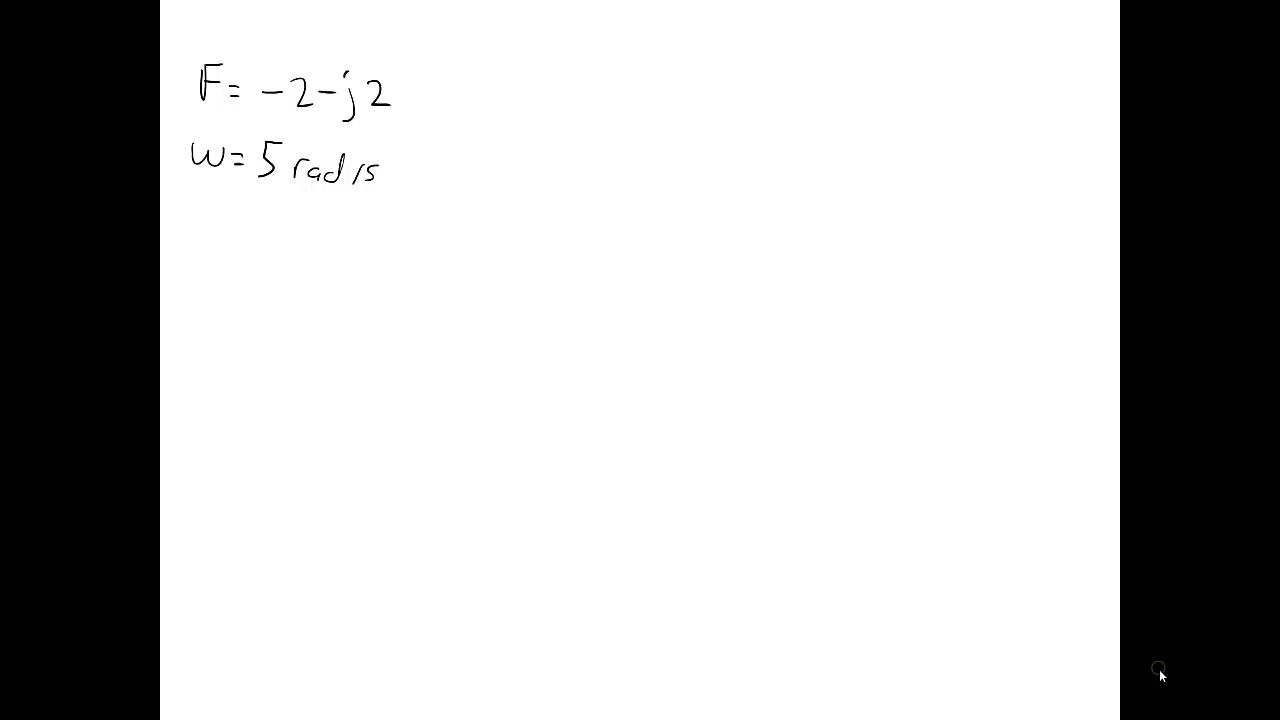 F = -2-j2
w = 5 rad/s